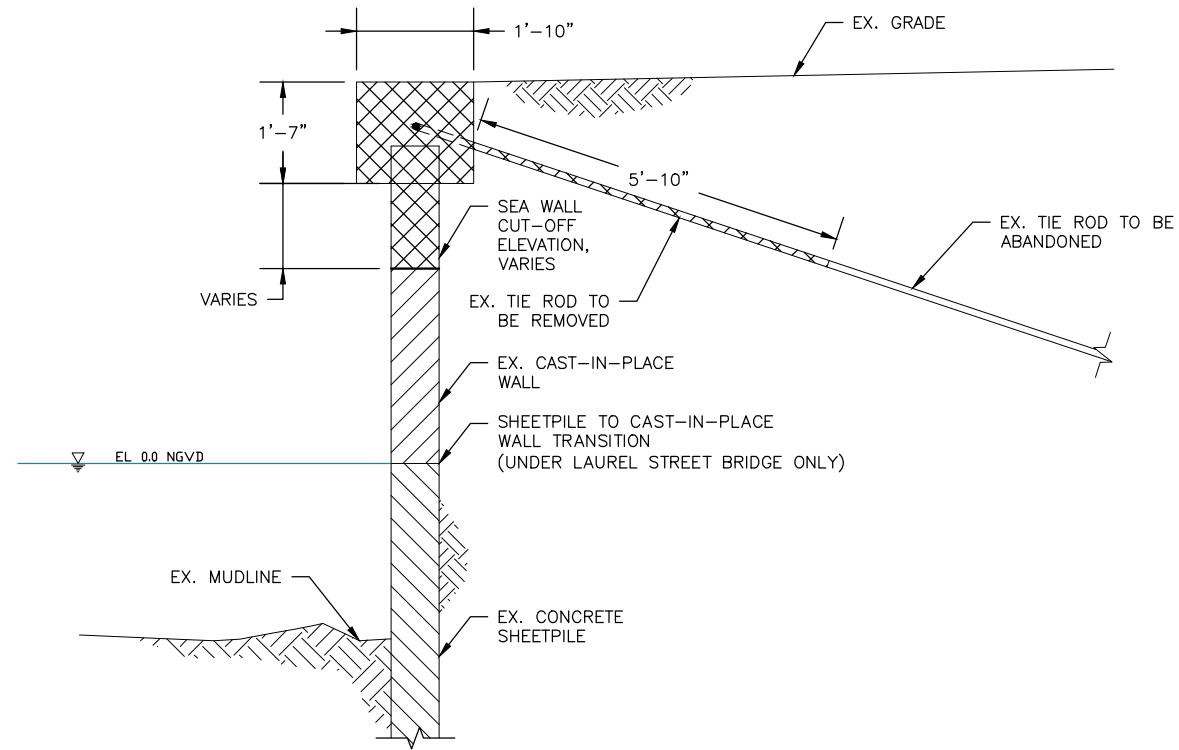 1'-10"
EX. GRADE
1'-7"
5'-10"
SEA WALL
CUT-OFF
ELEVATION,
VARIES
EX. TIE ROD TO BE
ABANDONED
VARIES
EX. TIE ROD TO
BE REMOVED
EX. CAST-IN-PLACE
WALL
SHEETPILE TO CAST-IN-PLACE
WALL TRANSITION
(UNDER LAUREL STREET BRIDGE ONLY)
EL 0.0 NGVD
EX. MUDLINE
EX. CONCRETE
SHEETPILE